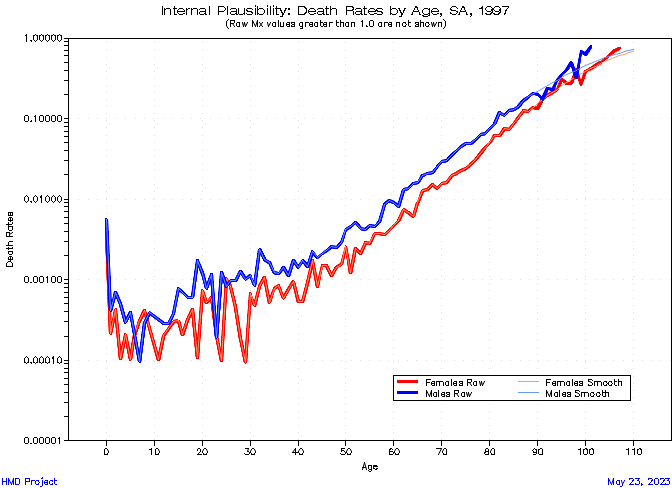 Internal Plausibility: Death Rates by Age, SA, 1997
(Raw Mx values greater than 1.0 are not shown)
1.00000
0.10000
0.01000
0.00100
0.00010
0.00001
Death Rates
Females Raw
Females Smooth
Males Raw
Males Smooth
0 10 20 30 40 50 60 70 80 90 100 110
Age
HMD Project
May 23, 2023